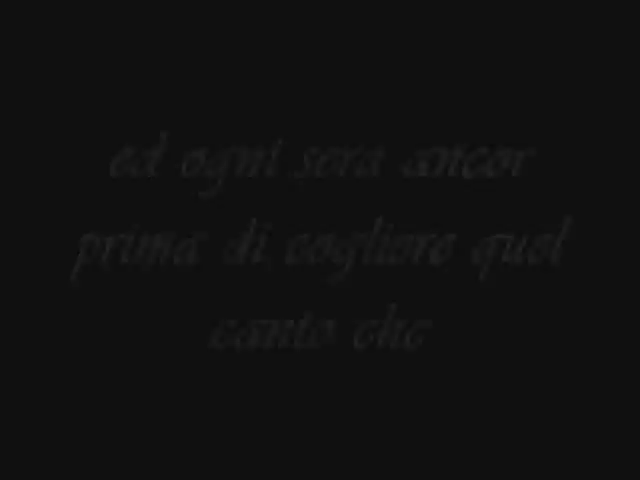 ed ogni sera ancor
prima di cogliere quel
canto che